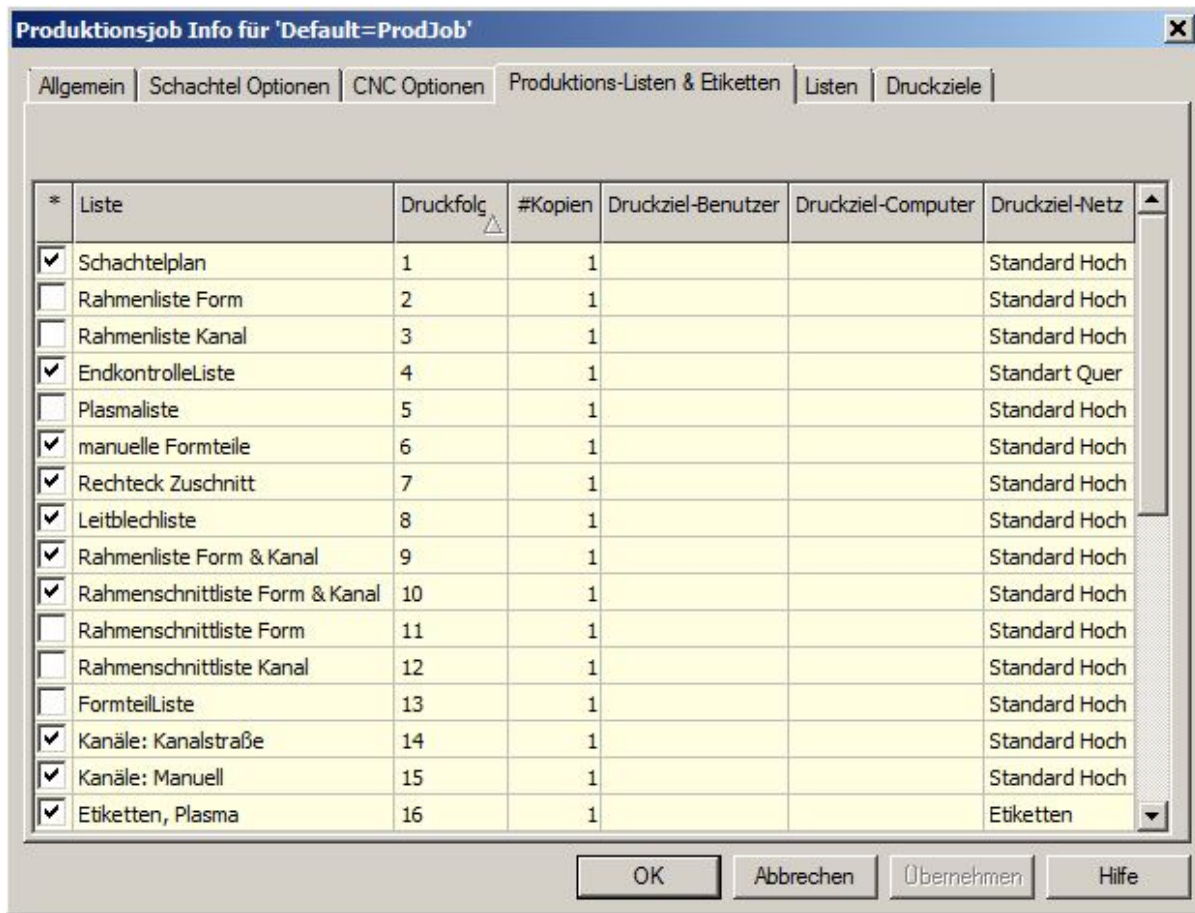 Produktionsjob Info für 'Default=ProdJob'
Allgemein Schachtel Optionen CNC Optionen Produktions-Listen & Etiketten Listen Druckziele
* Liste Druckfolg #Kopien Druckziel-Benutzer Druckziel-Computer Druckziel-Netz
Schachtelplan 1 1 Standard Hoch
Rahmenliste Form 2 1 Standard Hoch
Rahmenliste Kanal 3 1 Standard Hoch
EndkontrolleListe 4 1 Standart Quer
Plasmaliste 5 1 Standard Hoch
manuelle Formteile 6 1 Standard Hoch
Rechteck Zuschnitt 7 1 Standard Hoch
Leitblechliste 8 1 Standard Hoch
Rahmenliste Form & Kanal 9 1 Standard Hoch
Rahmenschnittliste Form & Kanal 10 1 Standard Hoch
Rahmenschnittliste Form 11 1 Standard Hoch
Rahmenschnittliste Kanal 12 1 Standard Hoch
FormteilListe 13 1 Standard Hoch
Kanäle: Kanalstraße 14 1 Standard Hoch
Kanäle: Manuell 15 1 Standard Hoch
Etiketten, Plasma 16 1 Etiketten
OK Abbrechen Übernehmen Hilfe